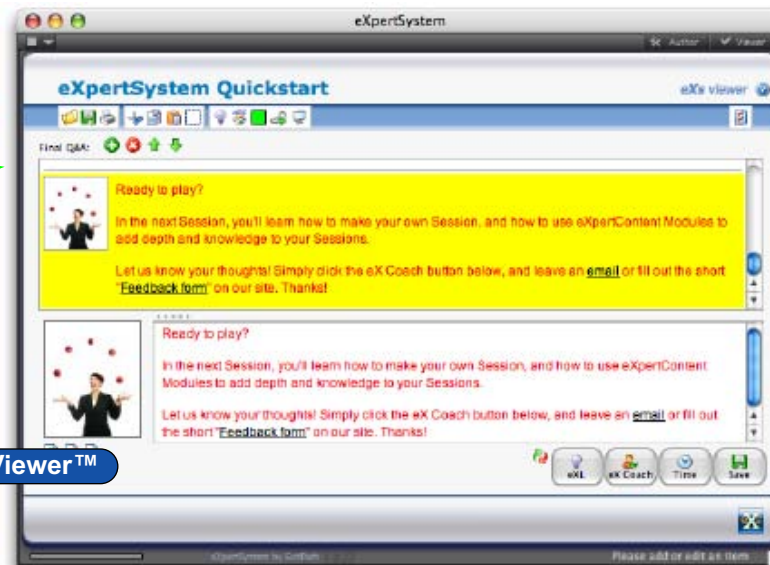 eXpertSystem
Author Viewer
eXpertSystem Quickstart
eXs viewer
Final Q&A:
Ready to play?
In the next Session, you'll learn how to make your own Session, and how to use eXpertContent Modules to
add depth and knowledge to your Sessions.
Let us know your thoughts! Simply click the eX Coach button below, and leave an email or fill out the short
"Feedback form" on our site. Thanks!
Ready to play?
In the next Session, you'll learn how to make your own Session, and how to use eXpertContent
Modules to add depth and knowledge to your Sessions.
Let us know your thoughts! Simply click the eX Coach button below, and leave an email or fill out
the short "Feedback form" on our site. Thanks!
Viewer™
eXL eX Coach Time Save
Please add or edit an item